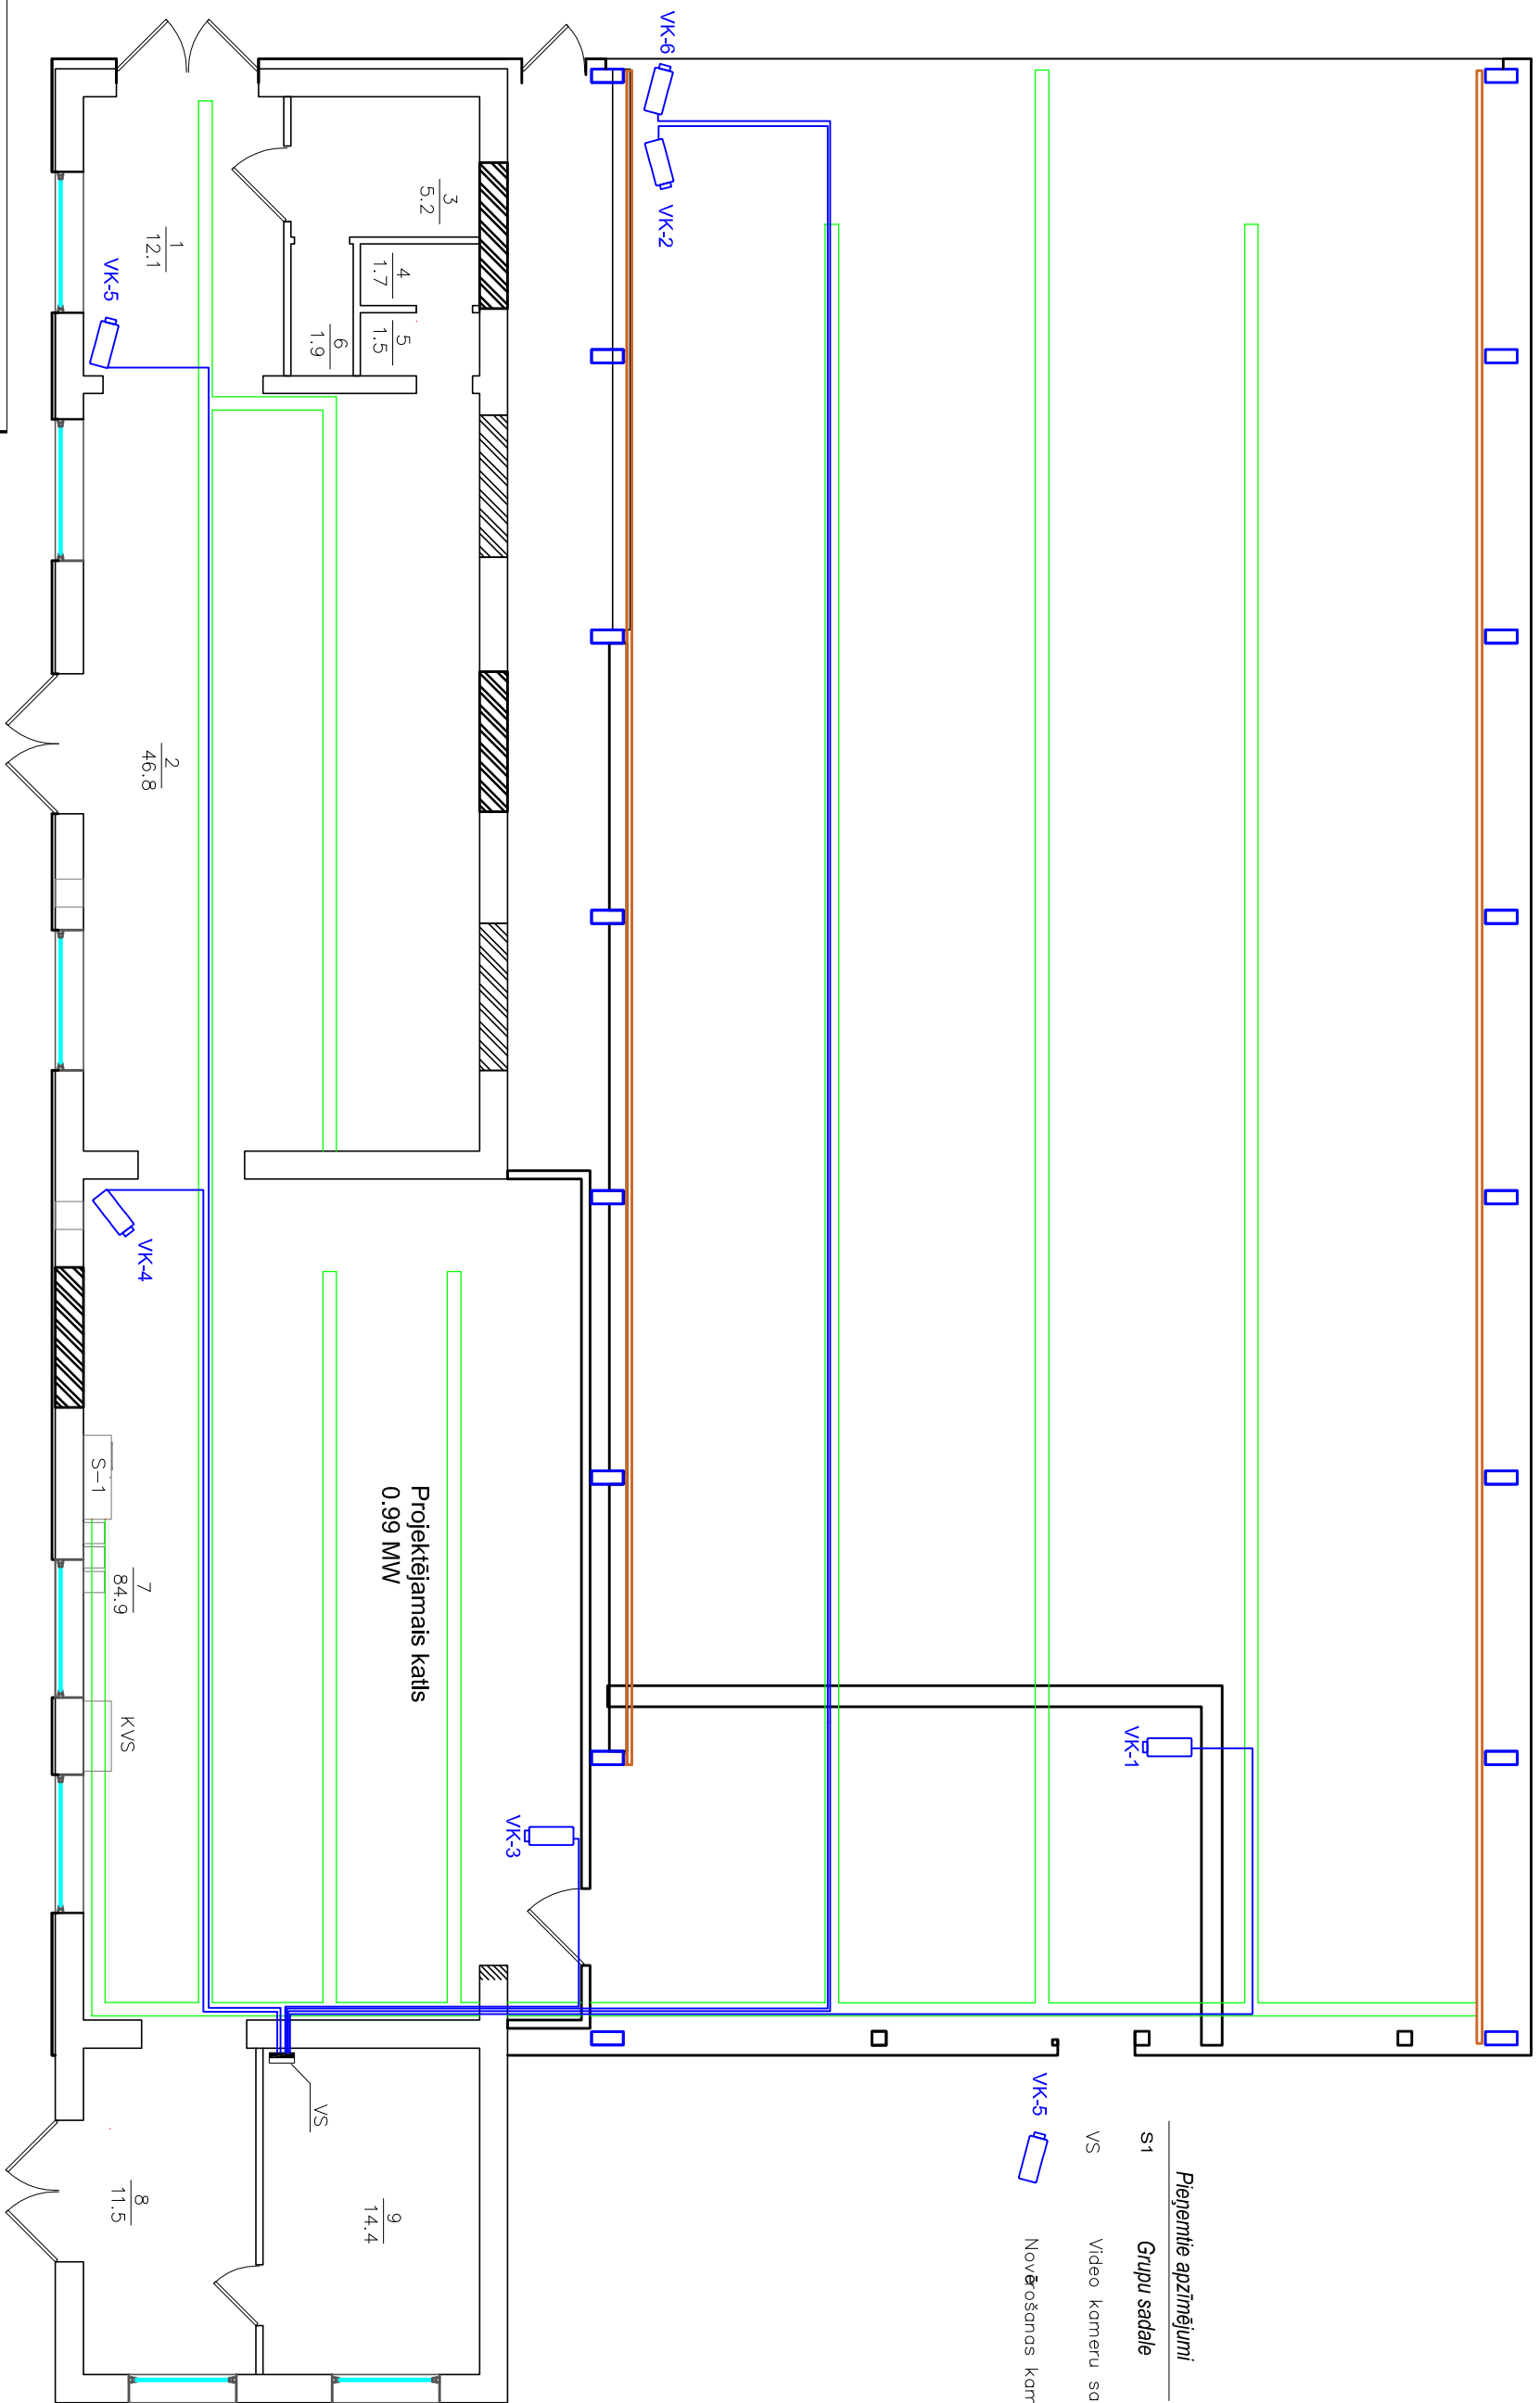 VK-6
VK-2
3
5.2
1
12.1
4
1.7
5
1.5
6
1.9
VK-5
2
46.8
VK-4
S-1
7
84.9
KVS
Projektējamais katls
0.99 MW
VK-1
VK-3
VS
8
11.5
9
14.4
Pieņemtie apzīmējumi
S1 Grupu sadale
VS Video kameru sa
VK-5 Novērošanas kam